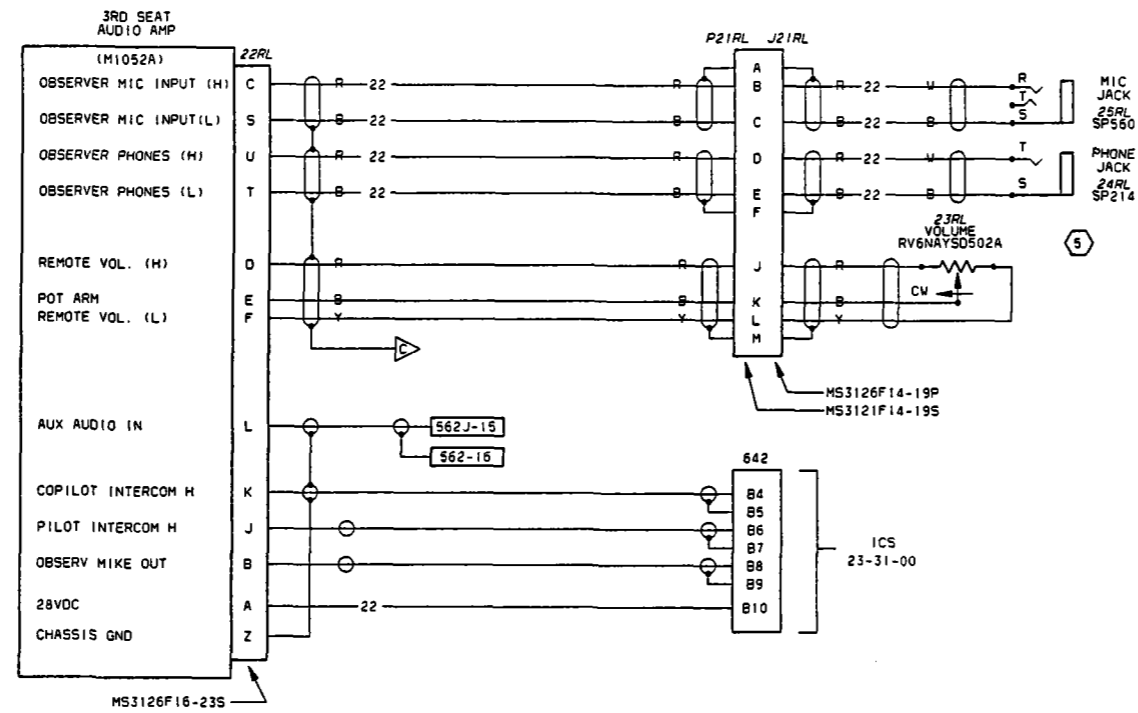 3RD SEAT
AUDIO AMP
(M1052A)
22RL
P21RL J21RL
OBSERVER MIC INPUT (H) C R 22 R A
B R 22 W R MIC
JACK
T
OBSERVER MIC INPUT(L) S B 22 B C B 22 B S 25RL
SP560
OBSERVER PHONES (H) U R 22 R D R 22 W T PHONE
JACK
OBSERVER PHONES (L) T B 22 B E B 22 B S 24RL
SP214
F
23RL
VOLUME
RV6NAYSD502A
5
REMOTE VOL. (H) D R R J R
CW
POT ARM E B B K B
REMOTE VOL. (L) F Y Y L Y
M
C
MS3126F14-19P
MS3121F14-19S
AUX AUDIO IN L 562J-15
562-16
642
COPILOT INTERCOM H K B4
B5
PILOT INTERCOM H J B6
B7
ICS
23-31-00
OBSERV MIKE OUT B B8
B9
28VDC A 22 B10
CHASSIS GND Z
MS3126F16-23S